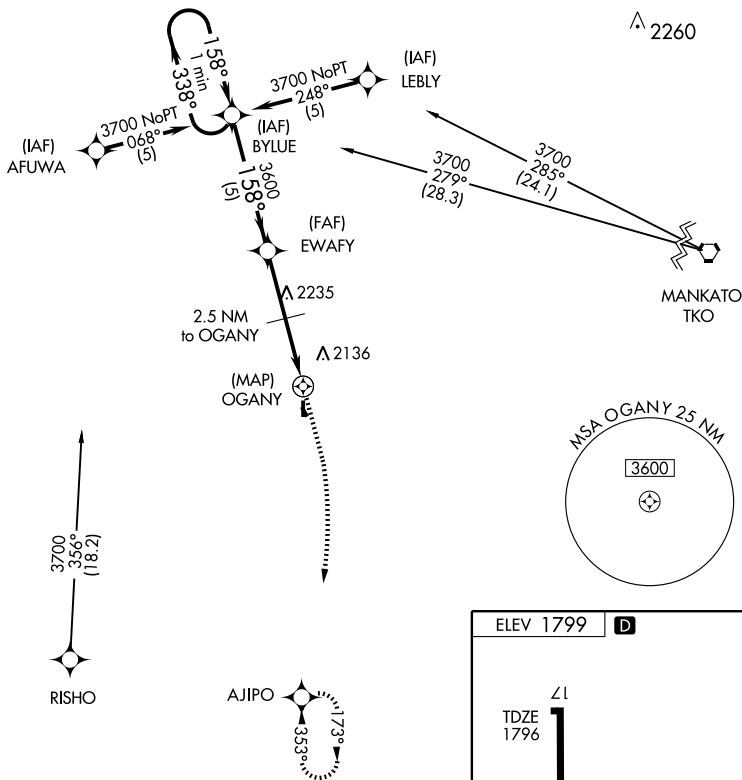 2260
(IAF)
LEBLY
3700 NoPT
248°
(5)
158°
1 min
338°
3700 NoPT
068°
(5)
(IAF)
AFUWA
(IAF)
BYLUE
3600
158°
(5)
3700
285°
(24.1)
3700
279°
(28.3)
(FAF)
EWAFY
MANKATO
TKO
2235
2.5 NM
to OGANY
2136
(MAP)
OGANY
MSA OGANY 25 NM
3600
3700
356°
(18.2)
RISHO
AJIPO
353°
173°
ELEV 1799 D
17
TDZE
1796